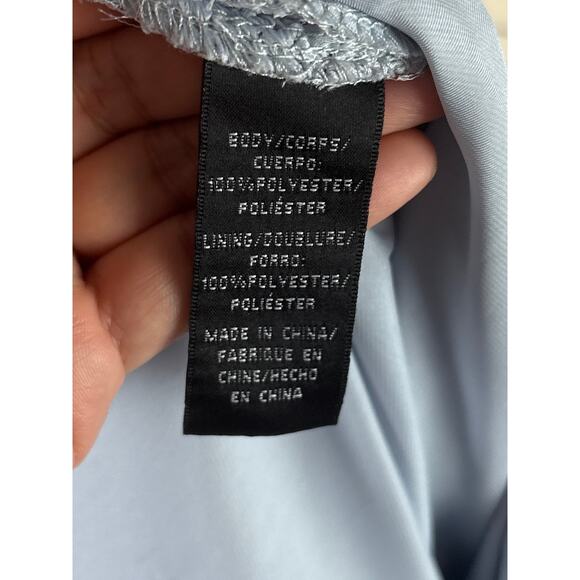 BODY/CORPS/
CUERPO:
100%POLYESTER/
POLIÉSTER
LINING/DOUBLURE/
FORRO:
100%POLYESTER/
POLIÉSTER
MADE IN CHINA/
FABRIQUE EN
CHINE/HECHO
EN CHINA